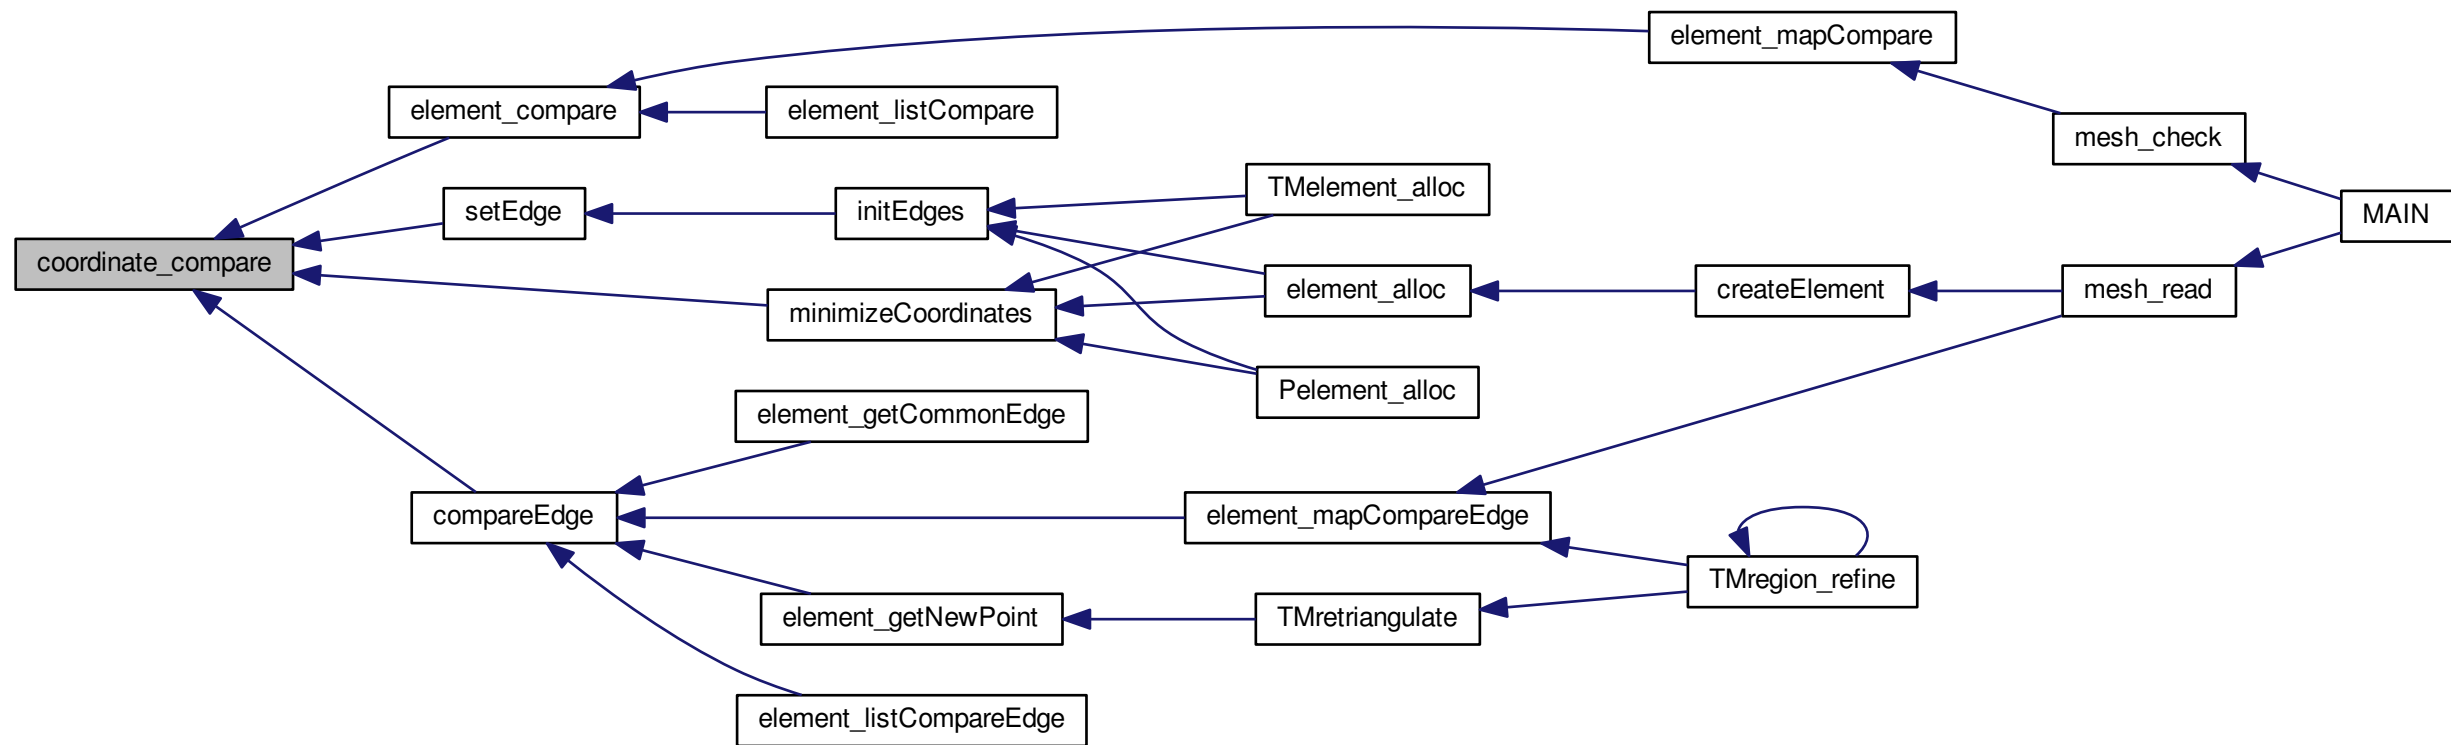 element_mapCompare
element_compare
element_listCompare
mesh_check
TMelement_alloc
setEdge
initEdges
MAIN
coordinate_compare
element_alloc
createElement
mesh_read
minimizeCoordinates
Pelement_alloc
element_getCommonEdge
compareEdge
element_mapCompareEdge
TMregion_refine
element_getNewPoint
TMretriangulate
element_listCompareEdge